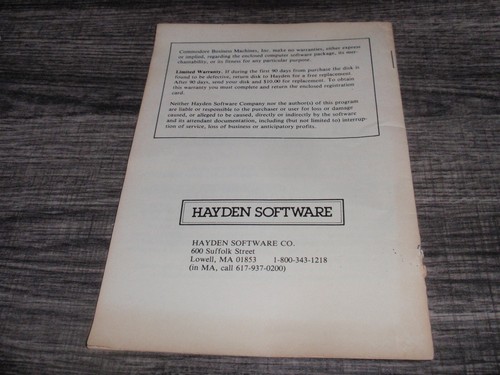 Commodore Business Machines, Inc. makes no warranties, either express
or implied, regarding the enclosed computer software package, its mer-
chantability, or its fitness for any particular purpose.
Limited Warranty. If during the first 90 days from purchase the disk is
found to be defective, return disk to Hayden for a free replacement.
After 90 days, send your disk and $10.00 for replacement. To obtain
this warranty you must complete and return the enclosed registration
card.
Neither Hayden Software Company nor the author(s) of this program
are liable or responsible to the purchaser or user for loss or damage
caused, or alleged to be caused, directly or indirectly by the software
and its attendant documentation, including (but not limited to) interrup-
tion of service, loss of business or anticipatory profits.
HAYDEN SOFTWARE
HAYDEN SOFTWARE CO.
600 Suffolk Street
Lowell, MA 01853 1-800-343-1218
(in MA, call 617-937-0200)